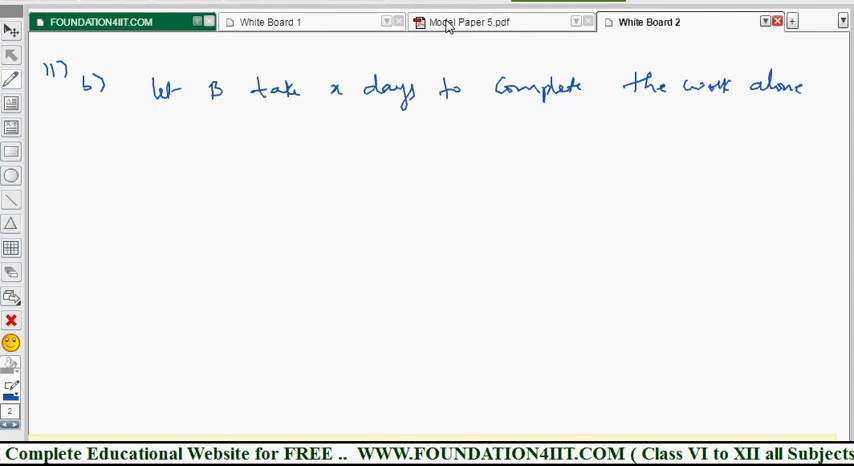 FOUNDATION4IIT.COM White Board 1 Model Paper 5.pdf White Board 2
11) b) let B take x days to complete the work alone
2
Complete Educational Website for FREE .. WWW.FOUNDATION4IIT.COM ( Class VI to XII all Subjects